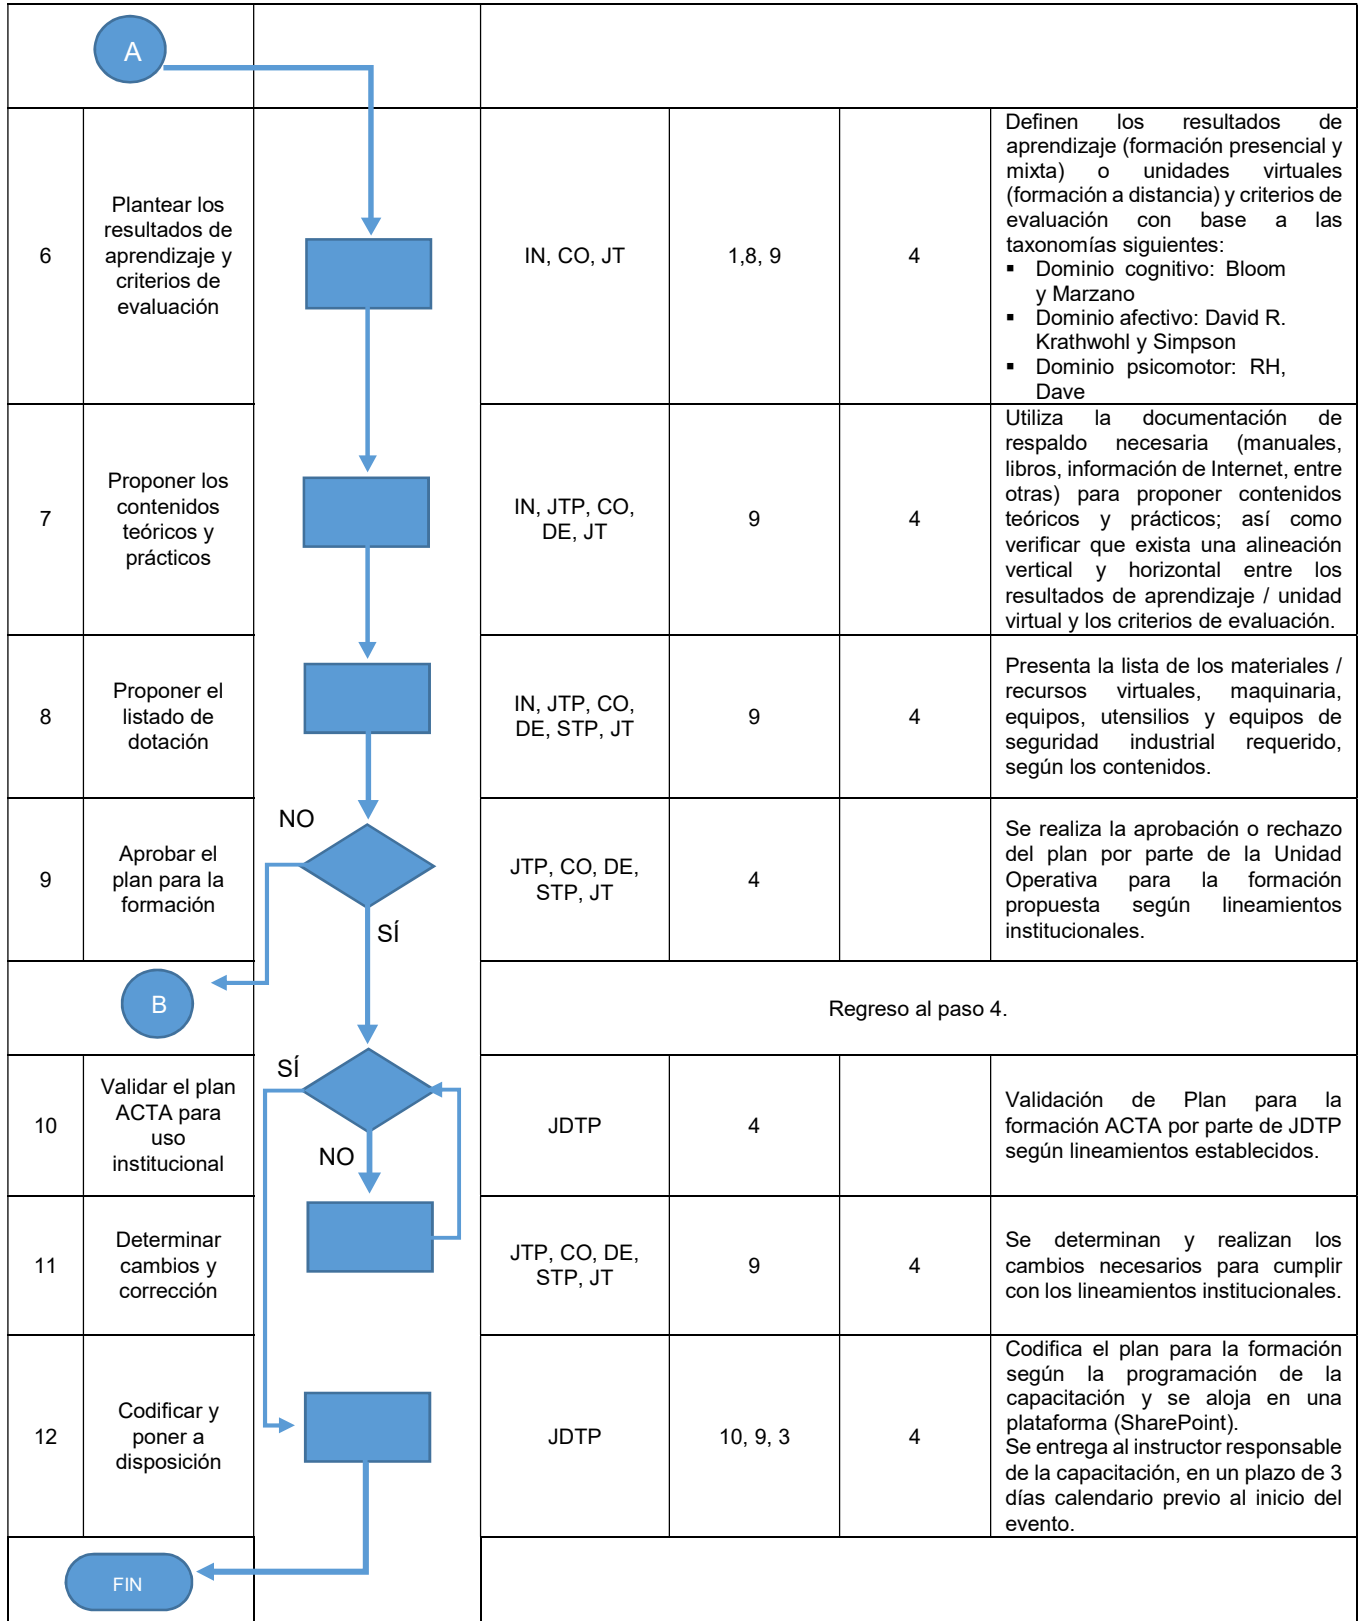 A
6
Plantear los
resultados de
aprendizaje y
criterios de
evaluación
IN, CO, JT
1,8, 9
4
Definen los resultados de
aprendizaje (formación presencial y
mixta) o unidades virtuales
(formación a distancia) y criterios de
evaluación con base a las
taxonomías siguientes:
▪ Dominio cognitivo: Bloom
y Marzano
▪ Dominio afectivo: David R.
Krathwohl y Simpson
▪ Dominio psicomotor: RH,
Dave
7
Proponer los
contenidos
teóricos y
prácticos
IN, JTP, CO,
DE, JT
9
4
Utiliza la documentación de
respaldo necesaria (manuales,
libros, información de Internet, entre
otras) para proponer contenidos
teóricos y prácticos; así como
verificar que exista una alineación
vertical y horizontal entre los
resultados de aprendizaje / unidad
virtual y los criterios de evaluación.
8
Proponer el
listado de
dotación
IN, JTP, CO,
DE, STP, JT
9
4
Presenta la lista de los materiales /
recursos virtuales, maquinaria,
equipos, utensilios y equipos de
seguridad industrial requerido,
según los contenidos.
9
Aprobar el
plan para la
formación
NO
SÍ
JTP, CO, DE,
STP, JT
4
Se realiza la aprobación o rechazo
del plan por parte de la Unidad
Operativa para la formación
propuesta según lineamientos
institucionales.
B
Regreso al paso 4.
10
Validar el plan
ACTA para
uso
institucional
SÍ
NO
JDTP
4
Validación de Plan para la
formación ACTA por parte de JDTP
según lineamientos establecidos.
11
Determinar
cambios y
corrección
JTP, CO, DE,
STP, JT
9
4
Se determinan y realizan los
cambios necesarios para cumplir
con los lineamientos institucionales.
12
Codificar y
poner a
disposición
JDTP
10, 9, 3
4
Codifica el plan para la formación
según la programación de la
capacitación y se aloja en una
plataforma (SharePoint).
Se entrega al instructor responsable
de la capacitación, en un plazo de 3
días calendario previo al inicio del
evento.
FIN